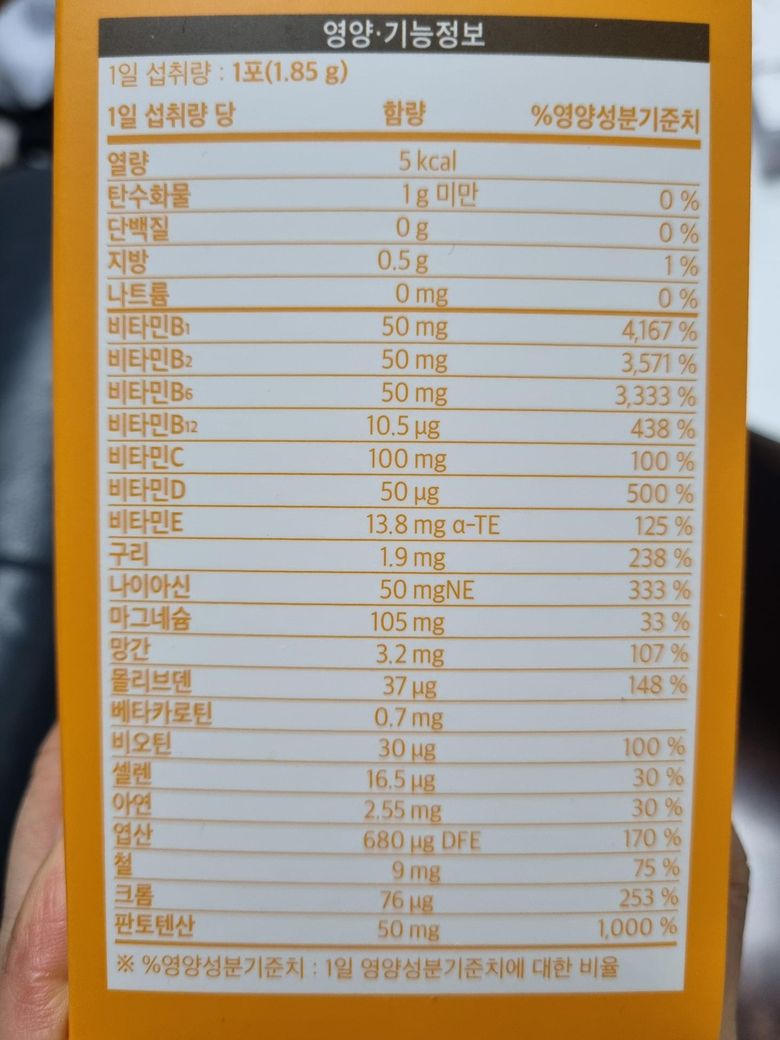 영양·기능정보
1일 섭취량 : 1포(1.85 g)
1일 섭취량 당 함량 %영양성분기준치
열량 5 kcal
탄수화물 1 g 미만 0 %
단백질 0 g 0 %
지방 0.5 g 1 %
나트륨 0 mg 0 %
비타민B1 50 mg 4,167 %
비타민B2 50 mg 3,571 %
비타민B6 50 mg 3,333 %
비타민B12 10.5 μg 438 %
비타민C 100 mg 100 %
비타민D 50 μg 500 %
비타민E 13.8 mg α-TE 125 %
구리 1.9 mg 238 %
나이아신 50 mgNE 333 %
마그네슘 105 mg 33 %
망간 3.2 mg 107 %
몰리브덴 37 μg 148 %
베타카로틴 0.7 mg
비오틴 30 μg 100 %
셀렌 16.5 μg 30 %
아연 2.55 mg 30 %
엽산 680 μg DFE 170 %
철 9 mg 75 %
크롬 76 μg 253 %
판토텐산 50 mg 1,000 %
※ %영양성분기준치 : 1일 영양성분기준치에 대한 비율